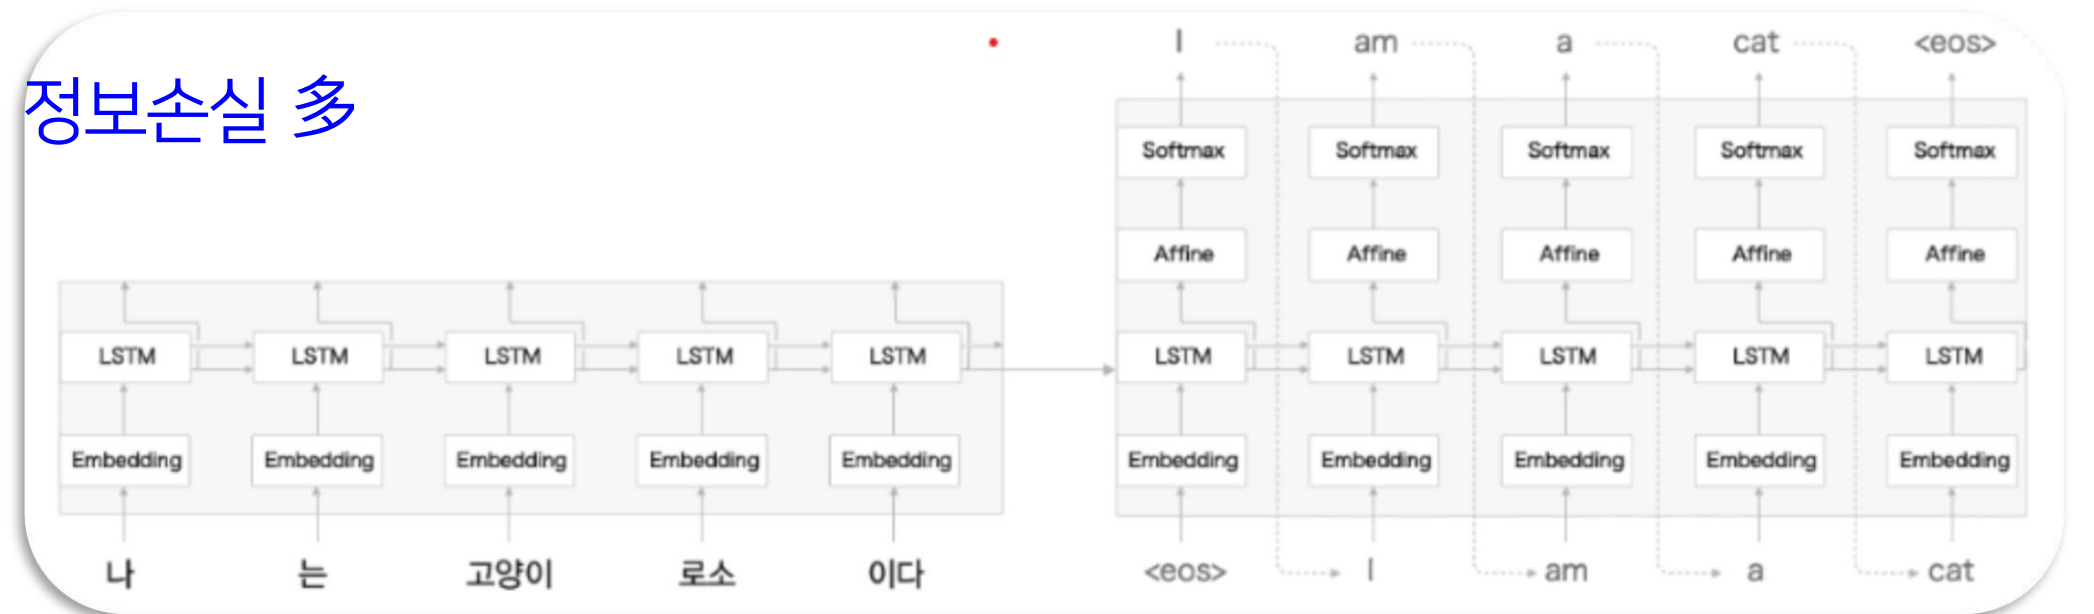 정보손실 多
I am a cat <eos>
Softmax Softmax Softmax Softmax Softmax
Affine Affine Affine Affine Affine
LSTM LSTM LSTM LSTM LSTM LSTM LSTM LSTM LSTM LSTM
Embedding Embedding Embedding Embedding Embedding Embedding Embedding Embedding Embedding Embedding
나 는 고양이 로소 이다 <eos> I am a cat